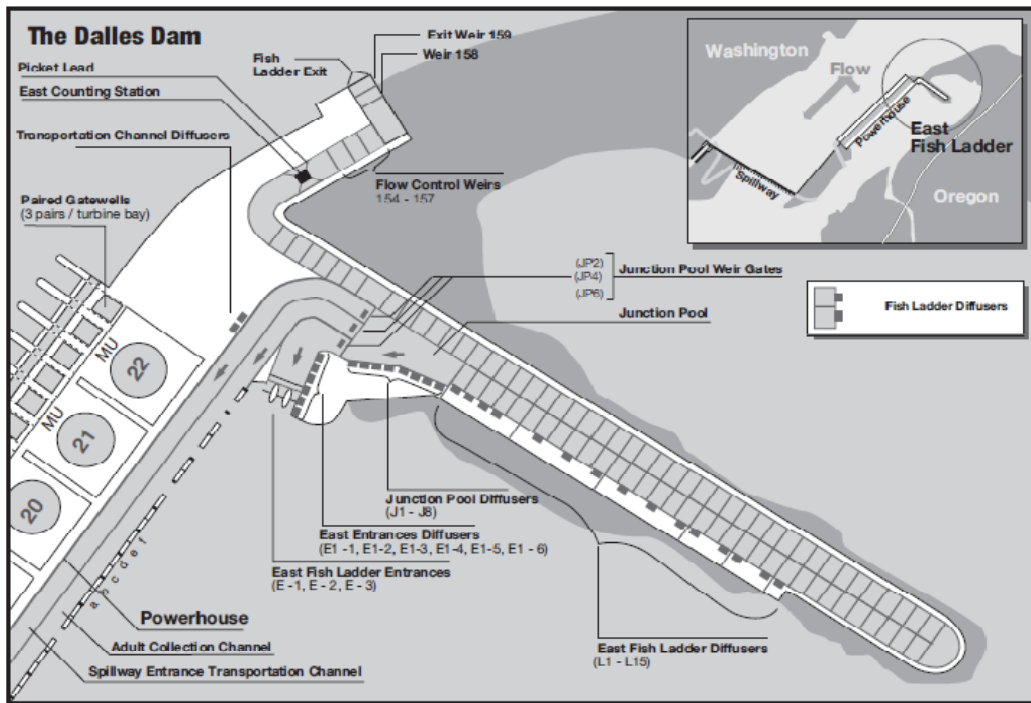 The Dalles Dam
Exit Weir 159
Weir 158
Fish
Ladder Exit
Picket Lead
East Counting Station
Transportation Channel Diffusers
Paired Gatewells
(3 pairs / turbine bay)
Flow Control Weirs
154 - 157
(JP2)
(JP4)
(JP6)
Junction Pool Weir Gates
Junction Pool
MU
22
MU
21
20
Junction Pool Diffusers
(J1 - J8)
East Entrances Diffusers
(E1 -1, E1-2, E1-3, E1-4, E1-5, E1 - 6)
East Fish Ladder Entrances
(E -1, E - 2, E - 3)
a b c d e f
Powerhouse
Adult Collection Channel
Spillway Entrance Transportation Channel
East Fish Ladder Diffusers
(L1 - L15)
Washington
Flow
Powerhouse
East
Fish Ladder
Spillway
Oregon
Fish Ladder Diffusers